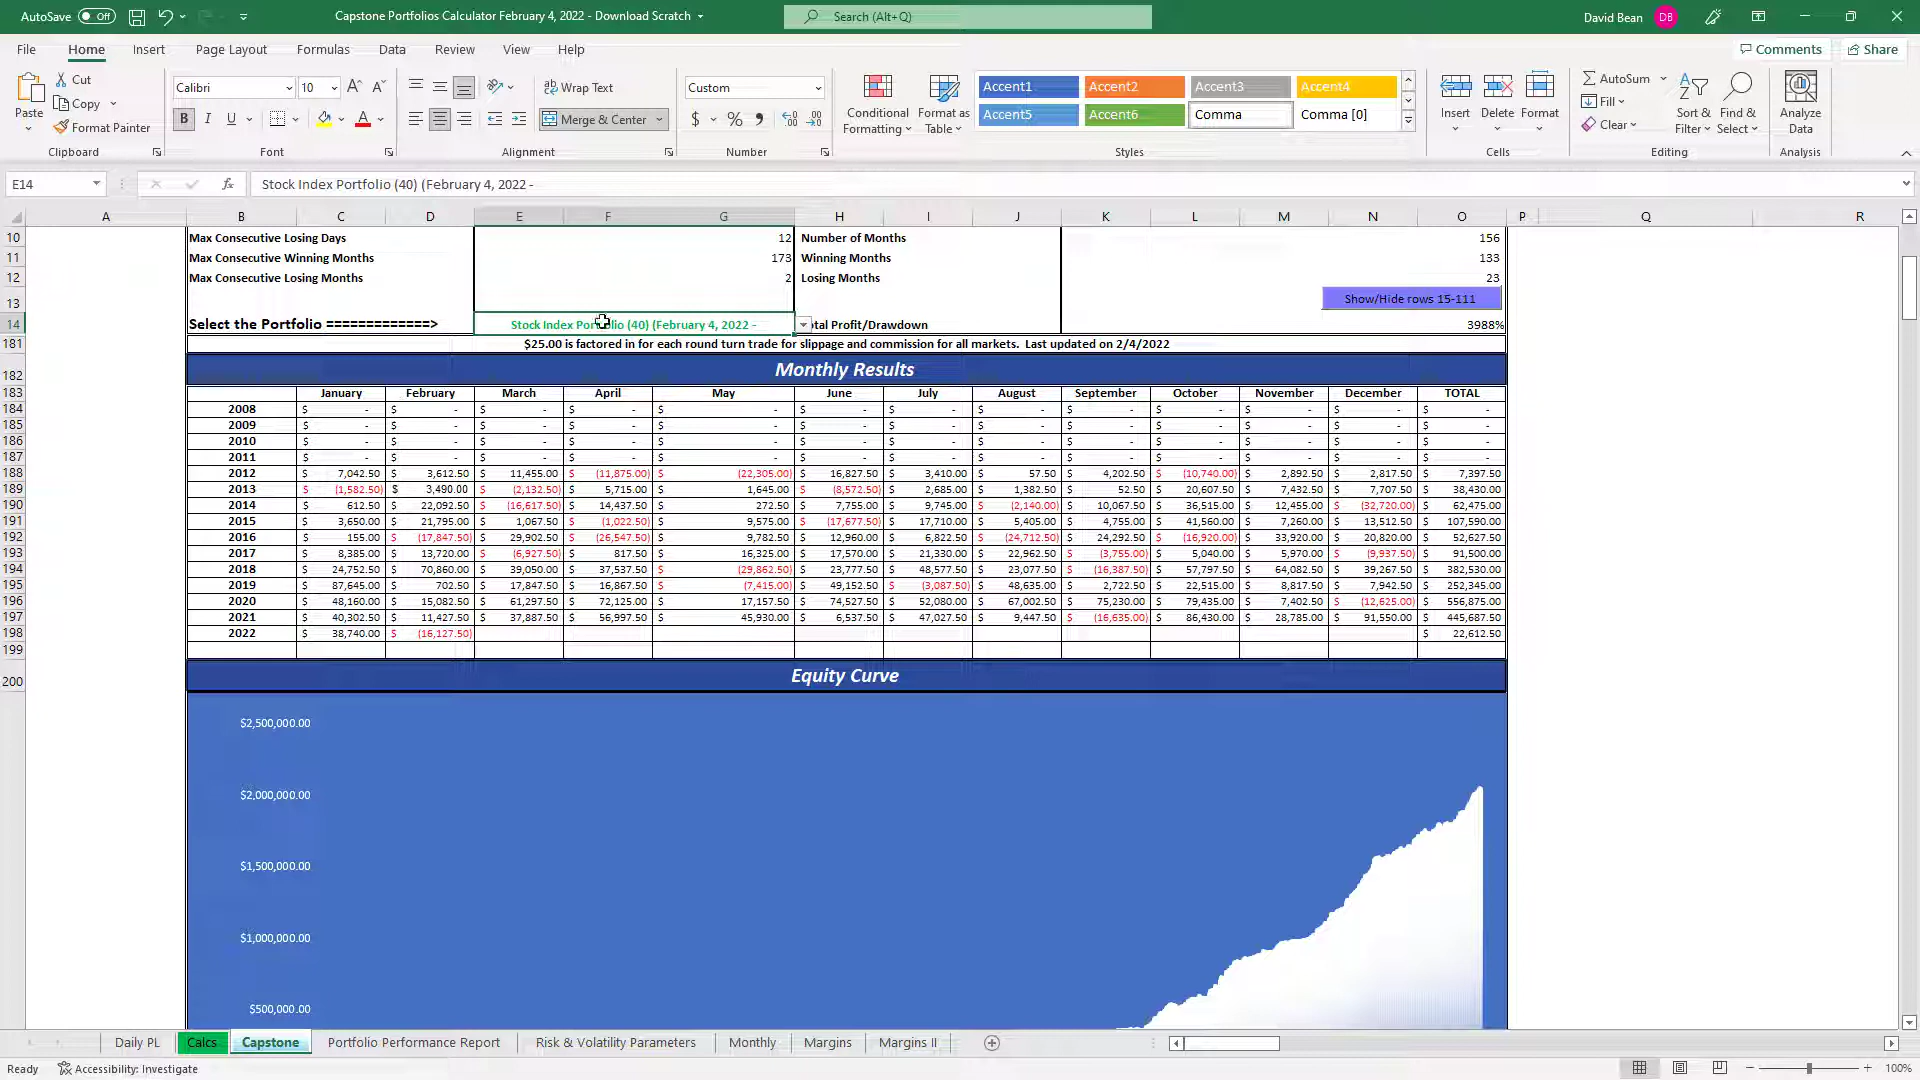 AutoSave Off Capstone Portfolios Calculator February 4, 2022 - Download Scratch Search (Alt+Q) David Bean DB
File Home Insert Page Layout Formulas Data Review View Help Comments Share
Paste Cut Copy Format Painter Clipboard
Calibri 10 A A B I U A Font
ab Wrap Text Merge & Center Alignment
Custom $ % 9 Number
Conditional Formatting Format as Table
Accent1 Accent2 Accent3 Accent4
Accent5 Accent6 Comma Comma [0]
Styles
Insert Delete Format Cells
AutoSum Fill Clear Sort & Filter Find & Select Editing
Analyze Data Analysis
E14 fx Stock Index Portfolio (40) (February 4, 2022 -
A B C D E F G H I J K L M N O P Q R
10 Max Consecutive Losing Days 12 Number of Months 156
11 Max Consecutive Winning Months 173 Winning Months 133
12 Max Consecutive Losing Months 2 Losing Months 23
13 Show/Hide rows 15-111
14 Select the Portfolio =============> Stock Index Portfolio (40) (February 4, 2022 - tal Profit/Drawdown 3988%
181 $25.00 is factored in for each round turn trade for slippage and commission for all markets. Last updated on 2/4/2022
182 Monthly Results
183 January February March April May June July August September October November December TOTAL
184 2008 $ - $ - $ - $ - $ - $ - $ - $ - $ - $ - $ - $ - $ -
185 2009 $ - $ - $ - $ - $ - $ - $ - $ - $ - $ - $ - $ - $ -
186 2010 $ - $ - $ - $ - $ - $ - $ - $ - $ - $ - $ - $ - $ -
187 2011 $ - $ - $ - $ - $ - $ - $ - $ - $ - $ - $ - $ - $ -
188 2012 $ 7,042.50 $ 3,612.50 $ 11,455.00 $ (11,875.00) $ (22,305.00) $ 16,827.50 $ 3,410.00 $ 57.50 $ 4,202.50 $ (10,740.00) $ 2,892.50 $ 2,817.50 $ 7,397.50
189 2013 $ (1,582.50) $ 3,490.00 $ (2,132.50) $ 5,715.00 $ 1,645.00 $ (8,572.50) $ 2,685.00 $ 1,382.50 $ 52.50 $ 20,607.50 $ 7,432.50 $ 7,707.50 $ 38,430.00
190 2014 $ 612.50 $ 22,092.50 $ (16,617.50) $ 14,437.50 $ 272.50 $ 7,755.00 $ 9,745.00 $ (2,140.00) $ 10,067.50 $ 36,515.00 $ 12,455.00 $ (32,720.00) $ 62,475.00
191 2015 $ 3,650.00 $ 21,795.00 $ 1,067.50 $ (1,022.50) $ 9,575.00 $ (17,677.50) $ 17,710.00 $ 5,405.00 $ 4,755.00 $ 41,560.00 $ 7,260.00 $ 13,512.50 $ 107,590.00
192 2016 $ 155.00 $ (17,847.50) $ 29,902.50 $ (26,547.50) $ 9,782.50 $ 12,960.00 $ 6,822.50 $ (24,712.50) $ 24,292.50 $ (16,920.00) $ 33,920.00 $ 20,820.00 $ 52,627.50
193 2017 $ 8,385.00 $ 13,720.00 $ (6,927.50) $ 817.50 $ 16,325.00 $ 17,570.00 $ 21,330.00 $ 22,962.50 $ (3,755.00) $ 5,040.00 $ 5,970.00 $ (9,937.50) $ 91,500.00
194 2018 $ 24,752.50 $ 70,860.00 $ 39,050.00 $ 37,537.50 $ (29,862.50) $ 23,777.50 $ 48,577.50 $ 23,077.50 $ (16,387.50) $ 57,797.50 $ 64,082.50 $ 39,267.50 $ 382,530.00
195 2019 $ 87,645.00 $ 702.50 $ 17,847.50 $ 16,867.50 $ (7,415.00) $ 49,152.50 $ (3,087.50) $ 48,635.00 $ 2,722.50 $ 22,515.00 $ 8,817.50 $ 7,942.50 $ 252,345.00
196 2020 $ 48,160.00 $ 15,082.50 $ 61,297.50 $ 72,125.00 $ 17,157.50 $ 74,527.50 $ 52,080.00 $ 67,002.50 $ 75,230.00 $ 79,435.00 $ 7,402.50 $ (12,625.00) $ 556,875.00
197 2021 $ 40,302.50 $ 11,427.50 $ 37,887.50 $ 56,997.50 $ 45,930.00 $ 6,537.50 $ 47,027.50 $ 9,447.50 $ (16,635.00) $ 86,430.00 $ 28,785.00 $ 91,550.00 $ 445,687.50
198 2022 $ 38,740.00 $ (16,127.50) $ 22,612.50
199
200 Equity Curve
$2,500,000.00
$2,000,000.00
$1,500,000.00
$1,000,000.00
$500,000.00
Daily PL Calcs Capstone Portfolio Performance Report Risk & Volatility Parameters Monthly Margins Margins II
Ready Accessibility: Investigate 100%